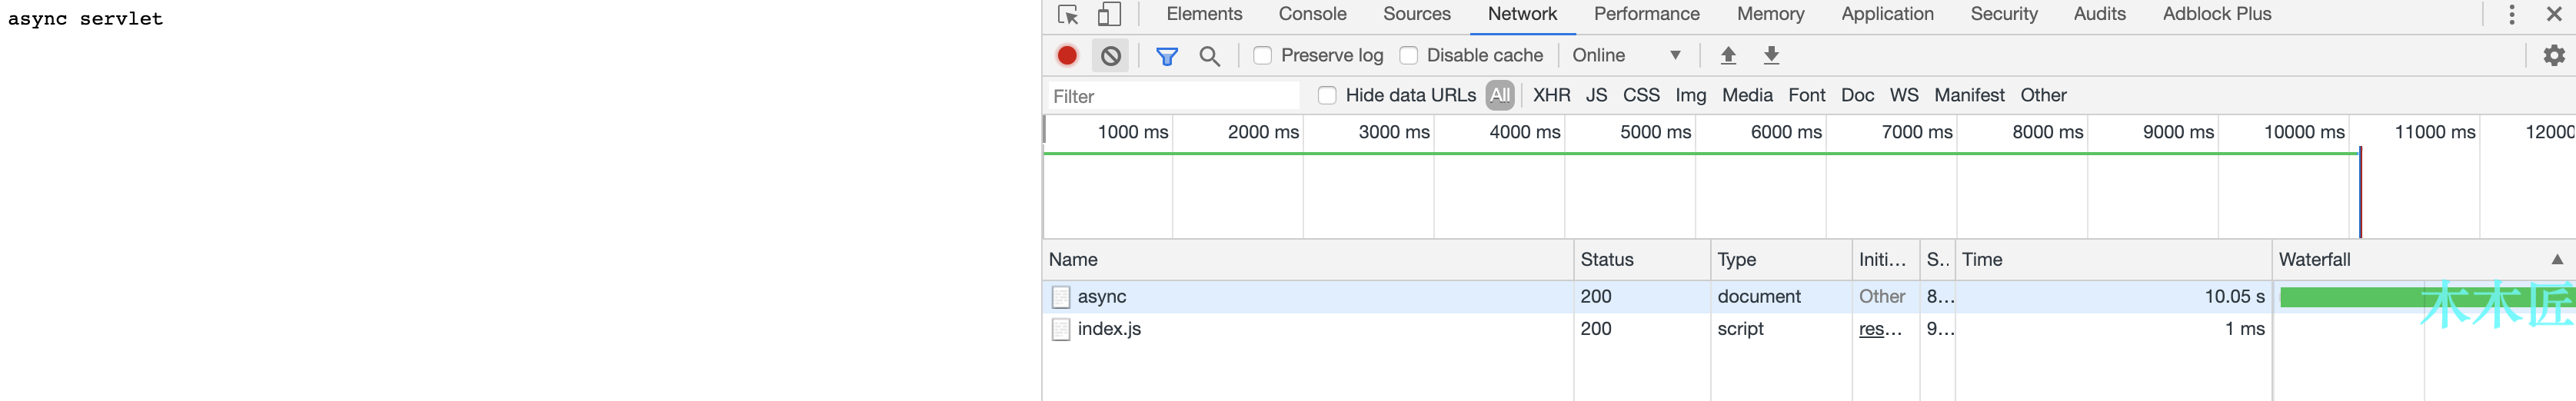 async servlet
Elements Console Sources Network Performance Memory Application Security Audits Adblock Plus
Preserve log Disable cache Online
Filter Hide data URLs All XHR JS CSS Img Media Font Doc WS Manifest Other
1000 ms 2000 ms 3000 ms 4000 ms 5000 ms 6000 ms 7000 ms 8000 ms 9000 ms 10000 ms 11000 ms 12000
Name Status Type Initi... S.. Time Waterfall
async 200 document Other 8... 10.05 s
木木匠
index.js 200 script res... 9... 1 ms